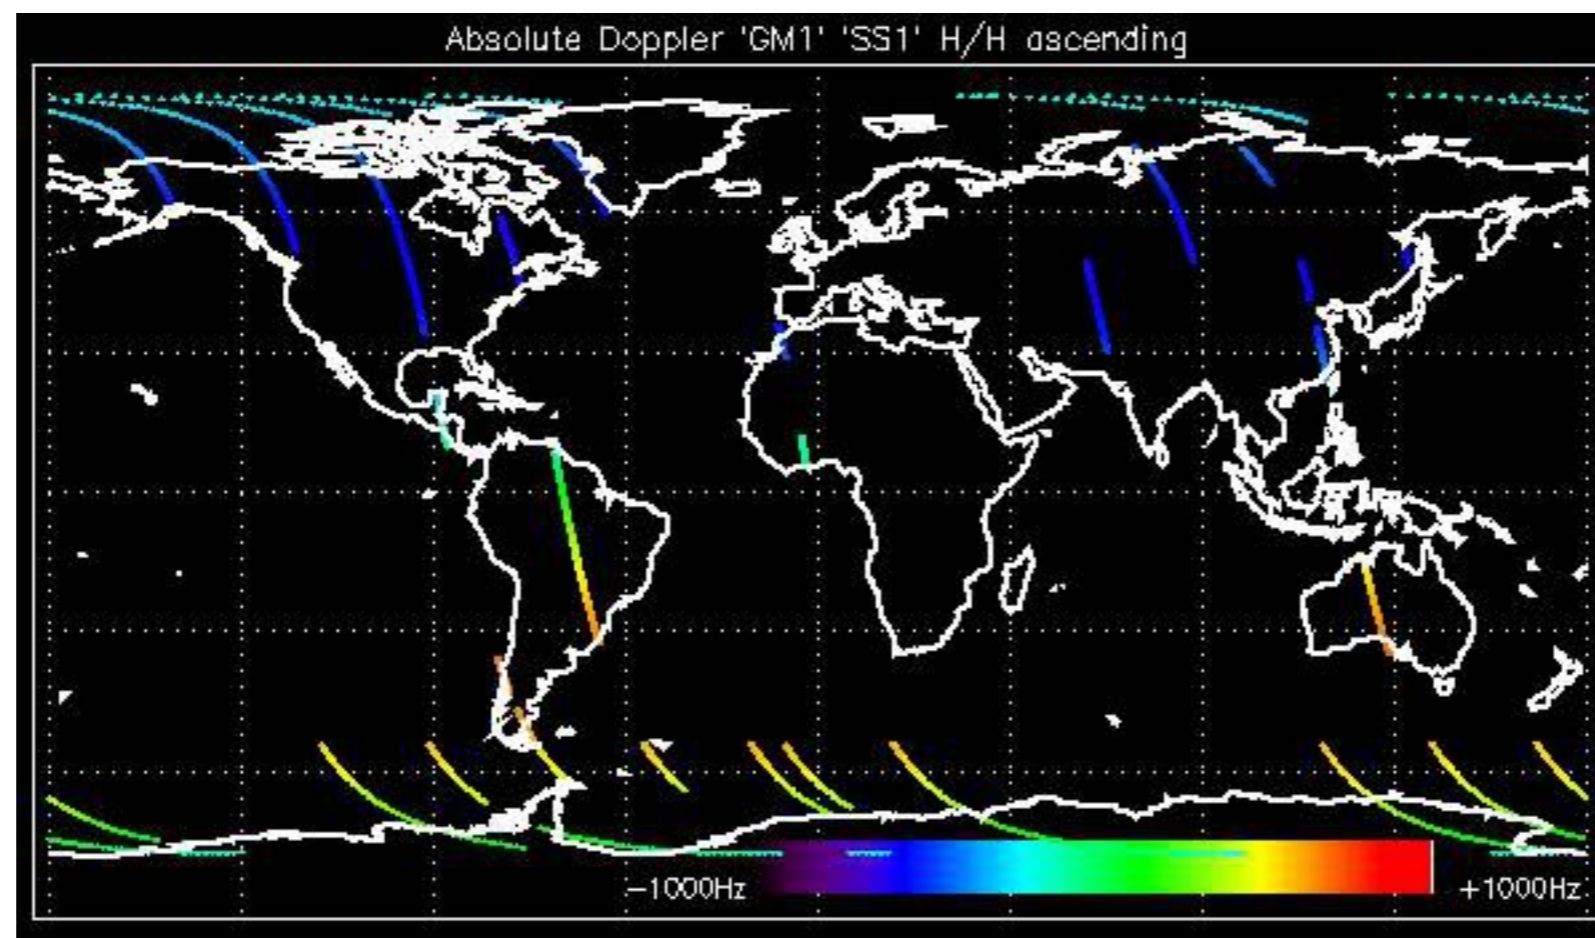 Absolute Doppler 'GM1' 'SS1' H/H ascending
−1000Hz
+1000Hz